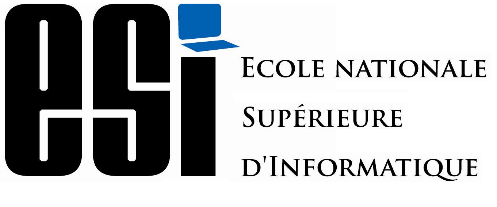 esi
Ecole nationale
Supérieure
d'Informatique